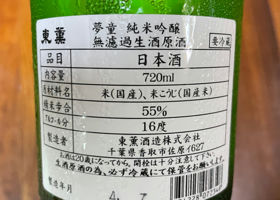 東薫
夢童 純米吟醸
無濾過生酒原酒
要冷蔵
品目 日本酒
内容量 720ml
原材料名 米(国産)、米こうじ(国産米)
精米歩合 55%
アルコール分 16度
製造者 東薫酒造株式会社
千葉県香取市佐原イ627
お酒は20歳になってから。開栓は十分注意して下さい。
生酒原酒の為、必ず冷蔵にて保管をお願いします。
製造年月 4. 7